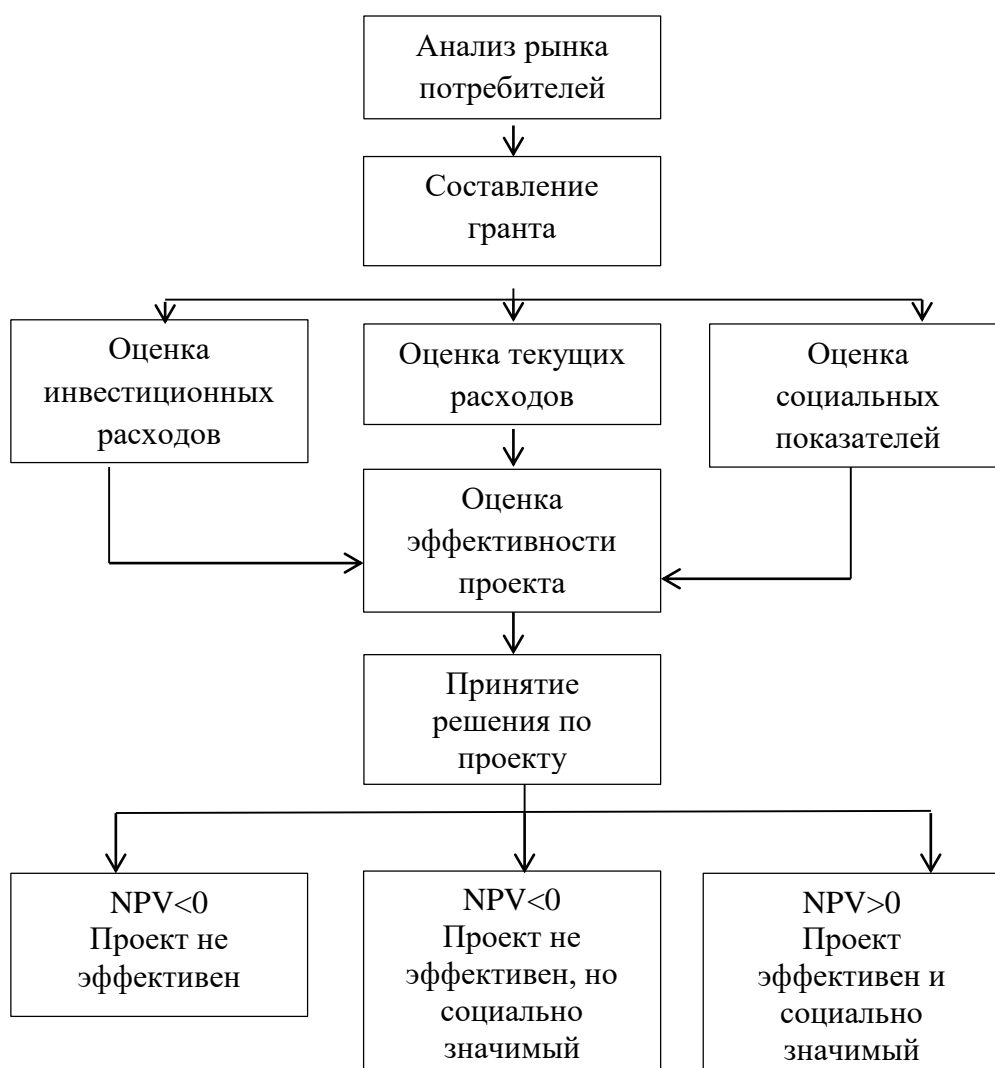 Анализ рынка
потребителей
Составление
гранта
Оценка
инвестиционных
расходов
Оценка текущих
расходов
Оценка
социальных
показателей
Оценка
эффективности
проекта
Принятие
решения по
проекту
NPV<0
Проект не
эффективен
NPV<0
Проект не
эффективен, но
социально
значимый
NPV>0
Проект
эффективен и
социально
значимый